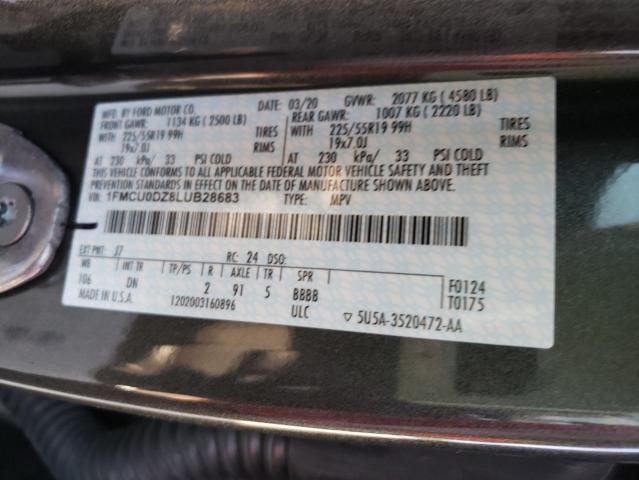 MFD. BY FORD MOTOR CO. DATE: 03/20 GVWR: 2077 KG ( 4580 LB)
FRONT GAWR: 1134 KG ( 2500 LB) REAR GAWR: 1007 KG ( 2220 LB)
WITH 225/55R19 99H TIRES WITH 225/55R19 99H TIRES
19x7.0J RIMS 19x7.0J RIMS
AT 230 kPa/ 33 PSI COLD AT 230 kPa/ 33 PSI COLD
THIS VEHICLE CONFORMS TO ALL APPLICABLE FEDERAL MOTOR VEHICLE SAFETY AND THEFT
PREVENTION STANDARDS IN EFFECT ON THE DATE OF MANUFACTURE SHOWN ABOVE.
VIN: 1FMCU0DZ8LUB28683 TYPE: MPV
EXT PNT: J7 RC: 24 DSO:
WB INT TR TP/PS R AXLE TR SPR
106 DN 2 91 5 BBBB F0124
MADE IN U.S.A. 1202003160896 ULC T0175
▽ 5U5A-3520472-AA